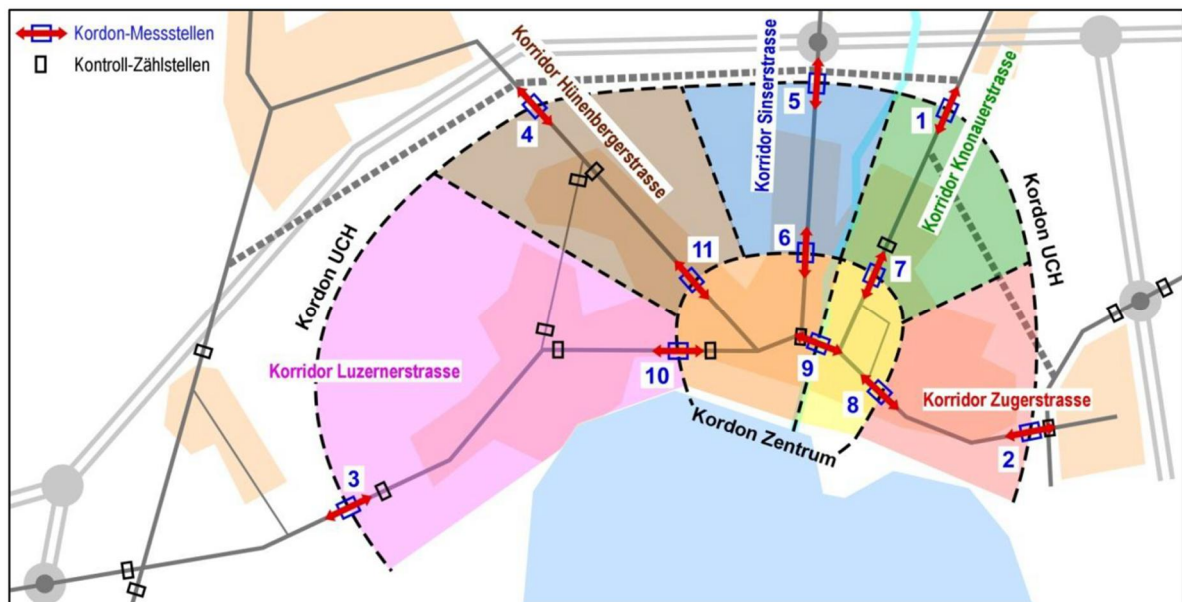 Kordon-Messstellen
Kontroll-Zählstellen
Korridor Hünenbergerstrasse
Korridor Sinserstrasse
Korridor Knonauerstrasse
5
1
4
Kordon UCH
Kordon UCH
11
6
7
Korridor Luzernerstrasse
10
9
8
Korridor Zugerstrasse
Kordon Zentrum
2
3